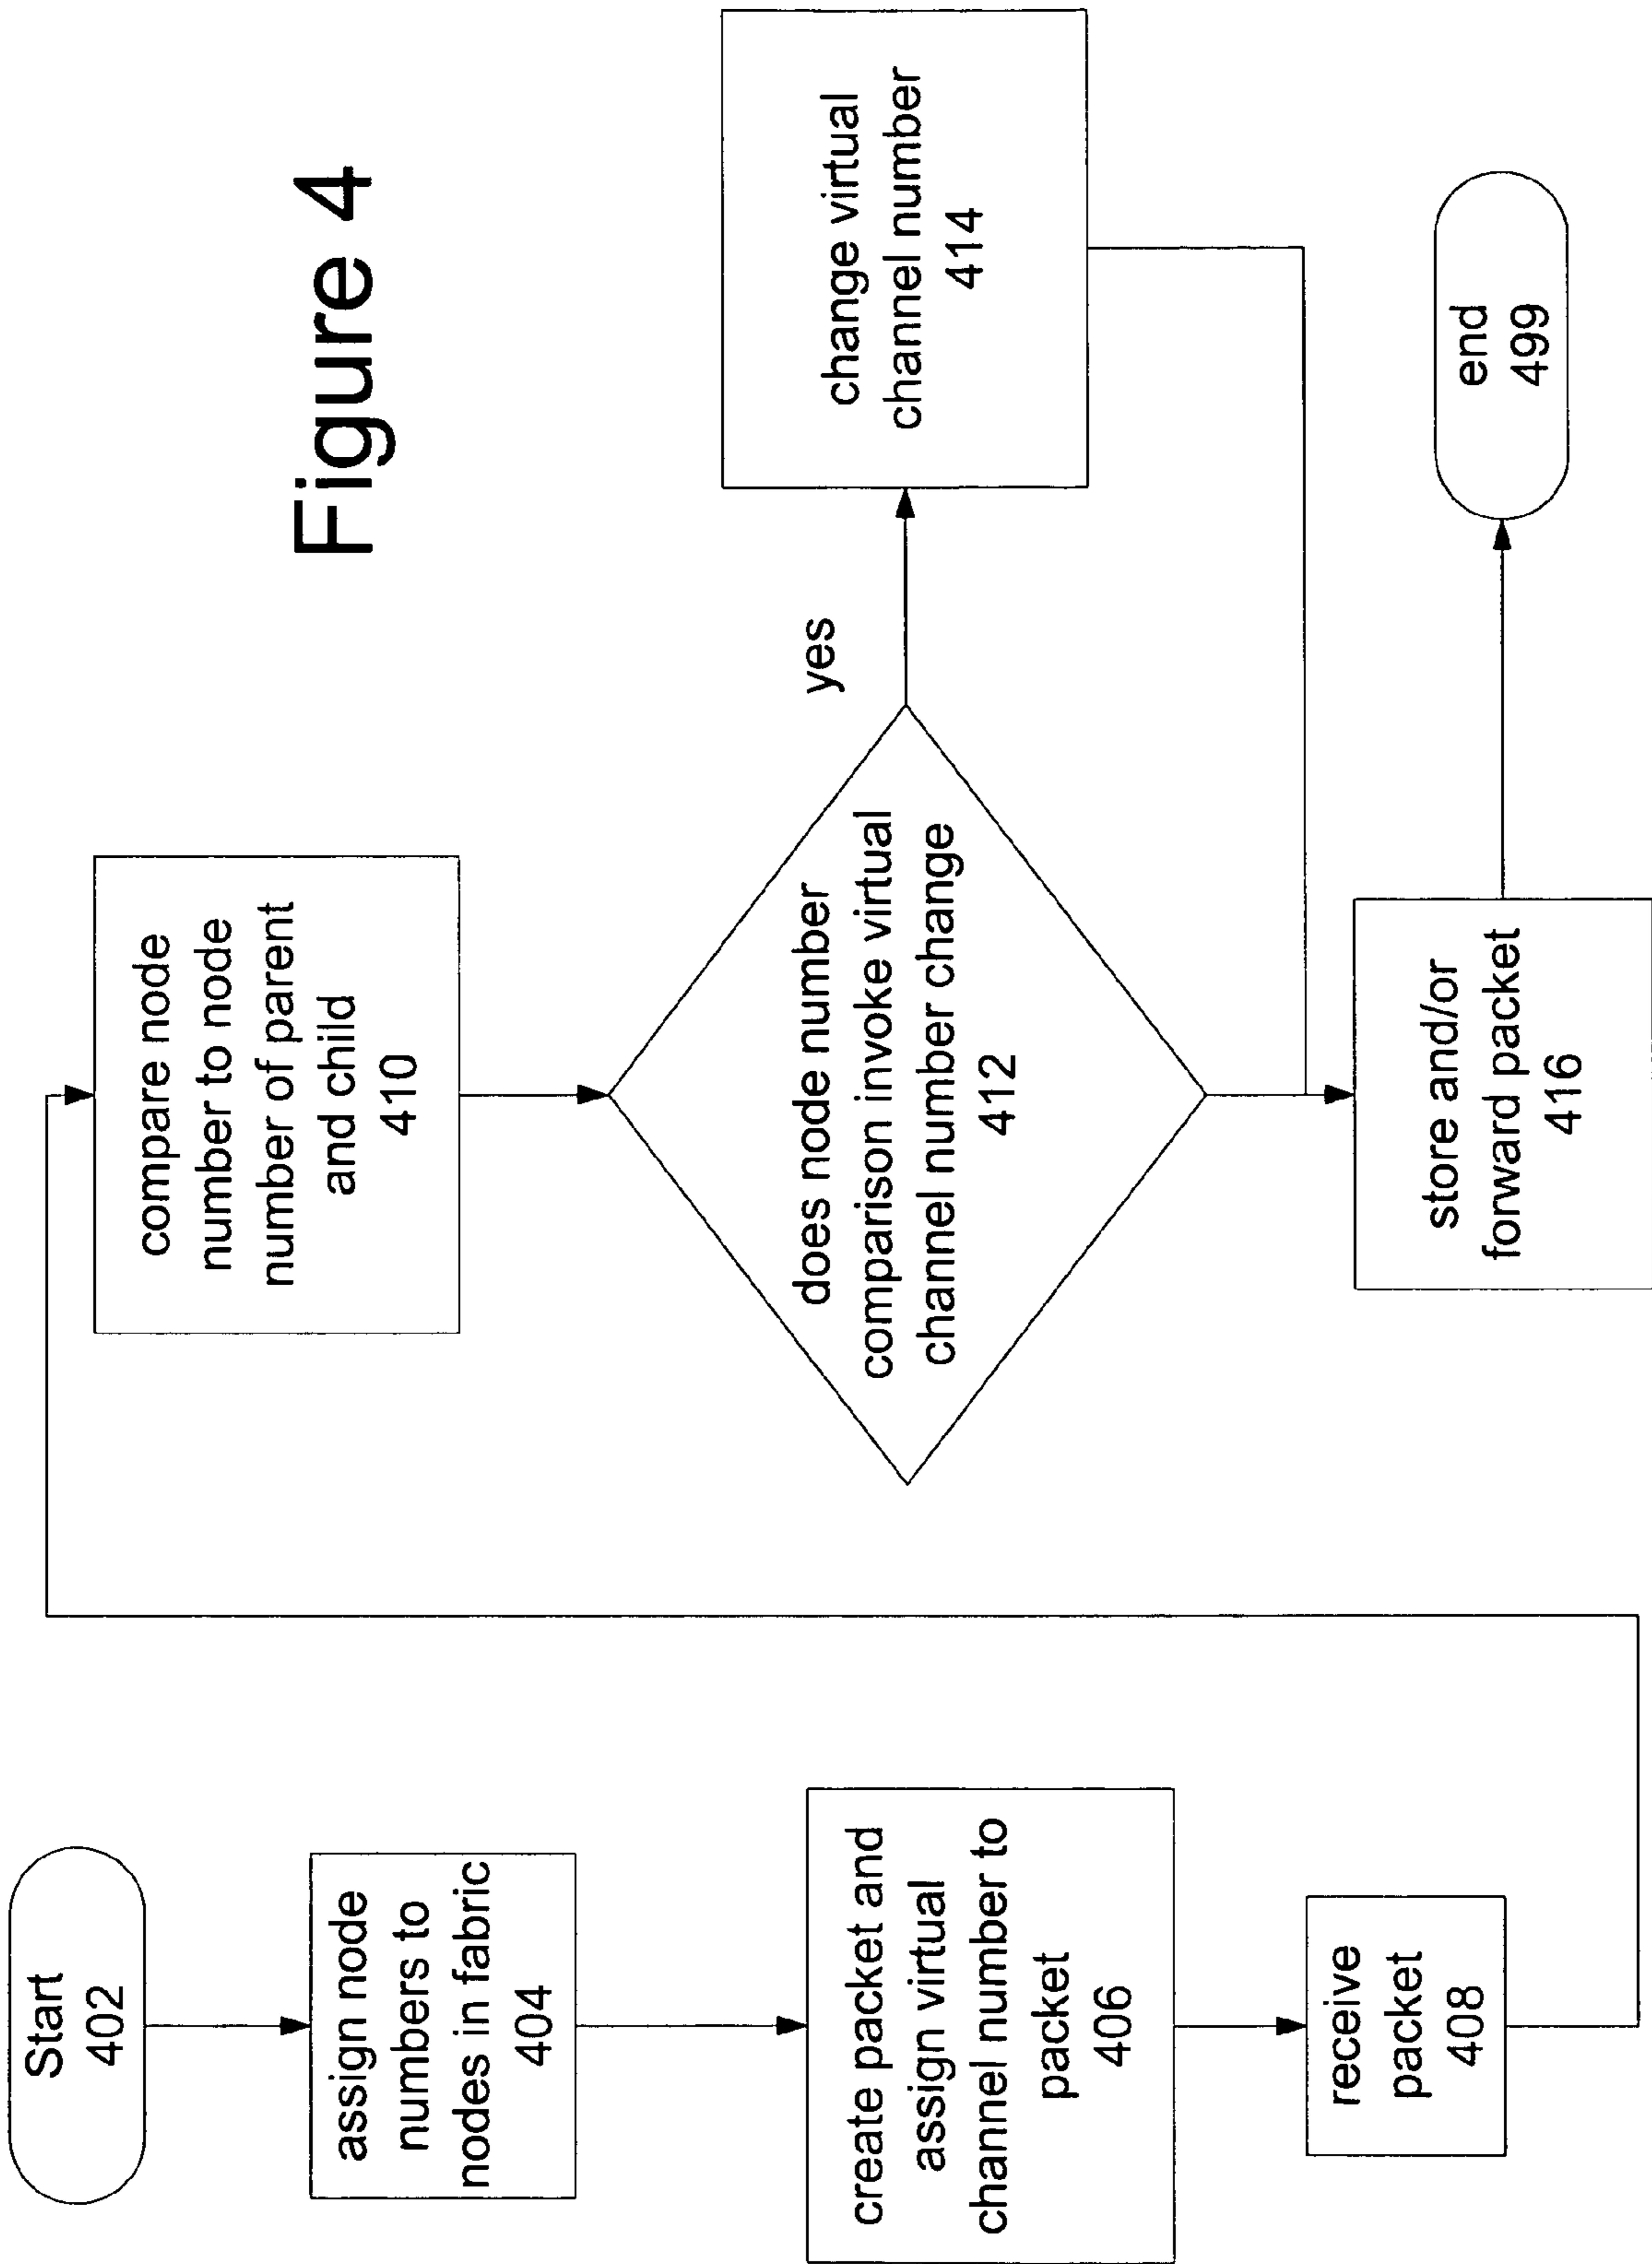 Figure 4
Start
402
assign node
numbers to
nodes in fabric
404
create packet and
assign virtual
channel number to
packet
406
receive
packet
408
compare node
number to node
number of parent
and child
410
does node number
comparison invoke virtual
channel number change
412
yes
change virtual
channel number
414
store and/or
forward packet
416
end
499